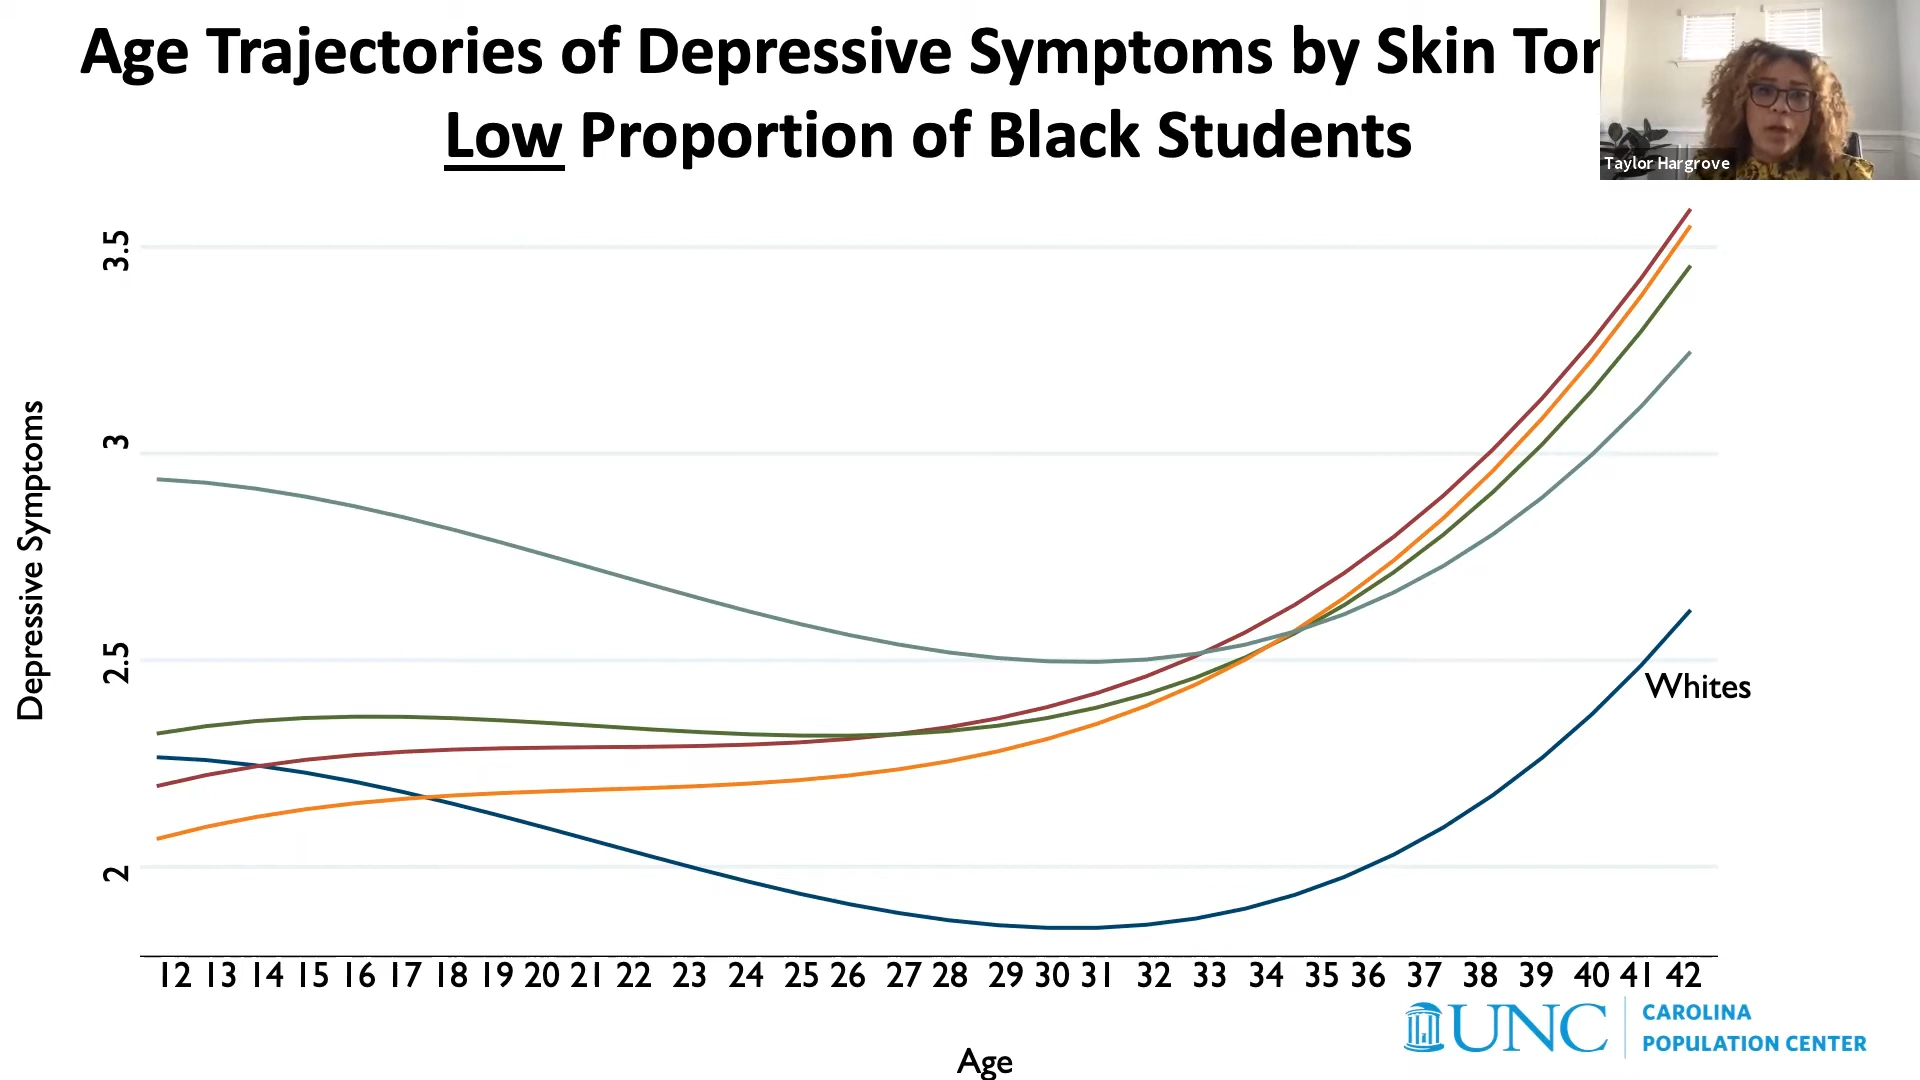 Age Trajectories of Depressive Symptoms by Skin
Low Proportion of Black Students
Taylor Hargrove
3.5
3
2.5
2
Depressive Symptoms
Whites
12 13 14 15 16 17 18 19 20 21 22 23 24 25 26 27 28 29 30 31 32 33 34 35 36 37 38 39 40 41 42
Age
UNC
CAROLINA
POPULATION CENTER